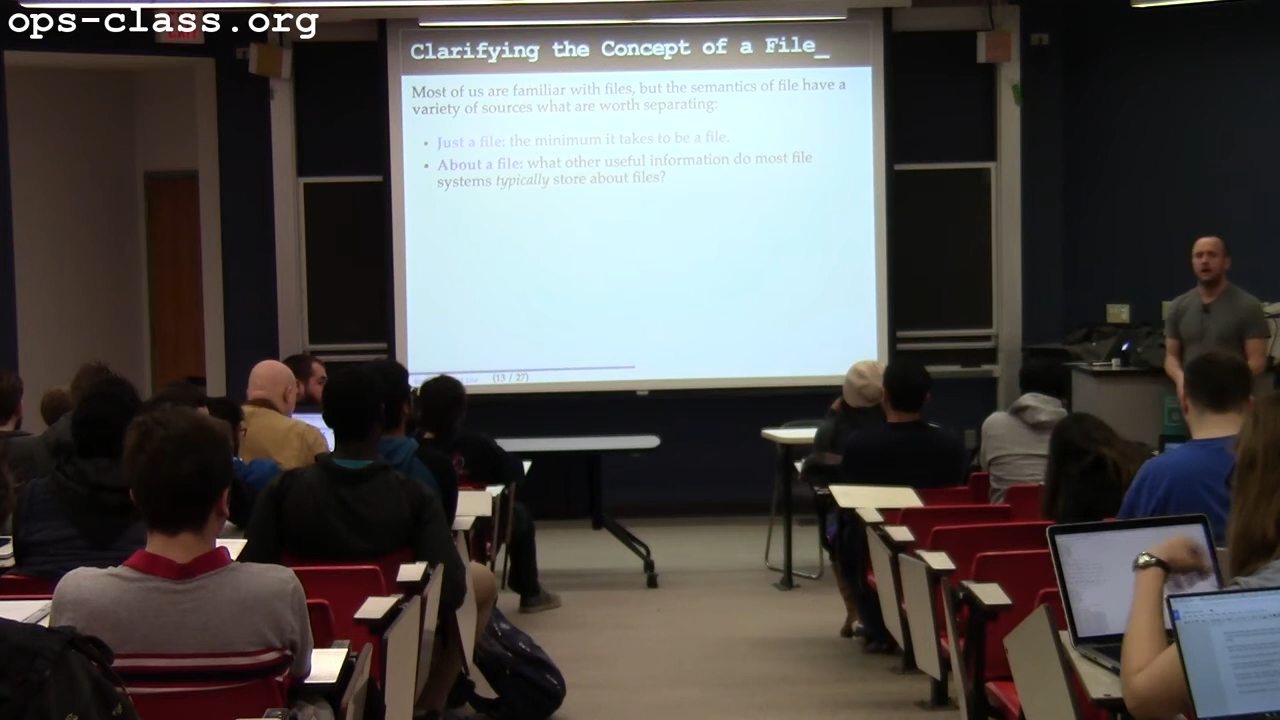 ops-class.org
Clarifying the Concept of a File_
Most of us are familiar with files, but the semantics of file have a
variety of sources what are worth separating:
• Just a file: the minimum it takes to be a file.
• About a file: what other useful information do most file
systems typically store about files?
(13 / 27)